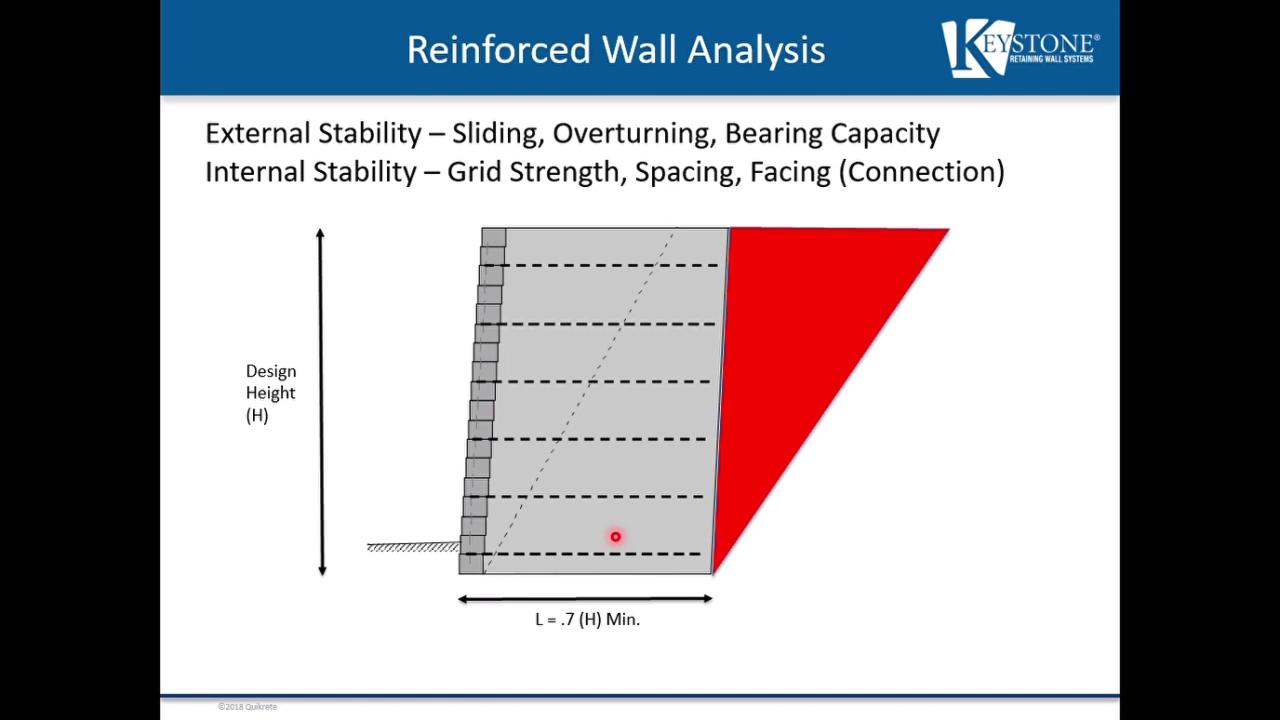 Reinforced Wall Analysis
KEYSTONE®
RETAINING WALL SYSTEMS
External Stability – Sliding, Overturning, Bearing Capacity
Internal Stability – Grid Strength, Spacing, Facing (Connection)
Design
Height
(H)
L = .7 (H) Min.
©2018 Quikrete